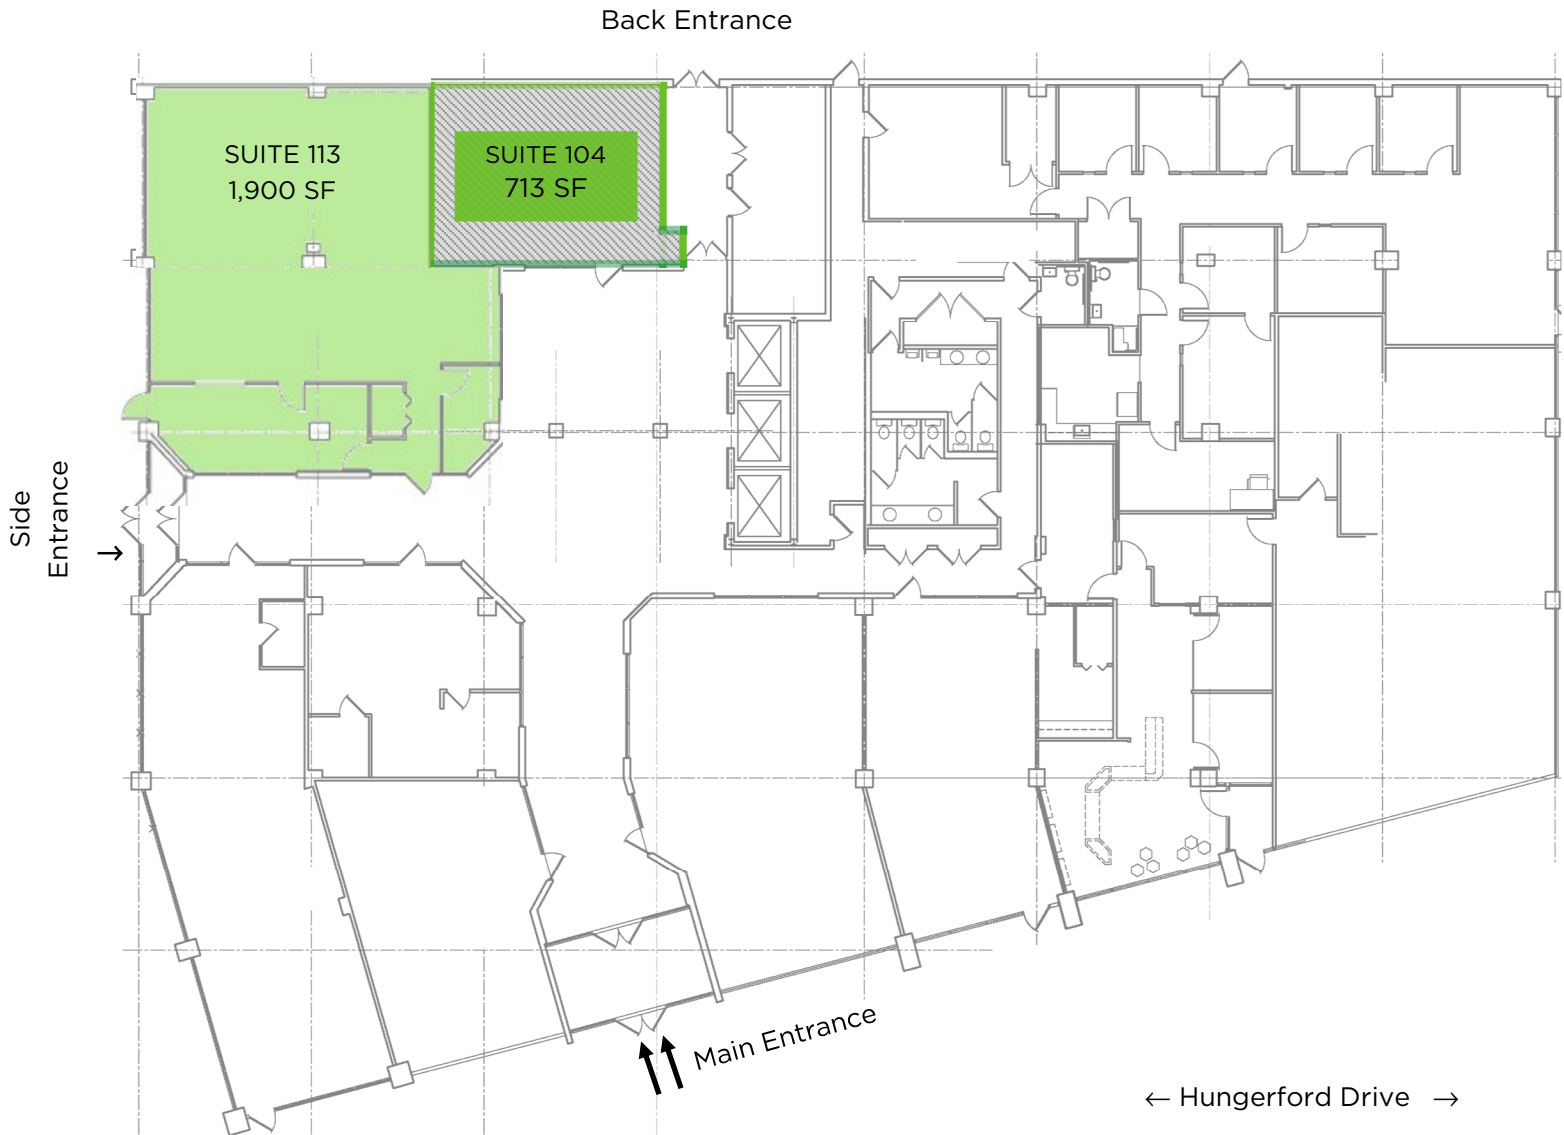 Back Entrance
SUITE 113
1,900 SF
SUITE 104
713 SF
Side
Entrance
→
Main Entrance
← Hungerford Drive →